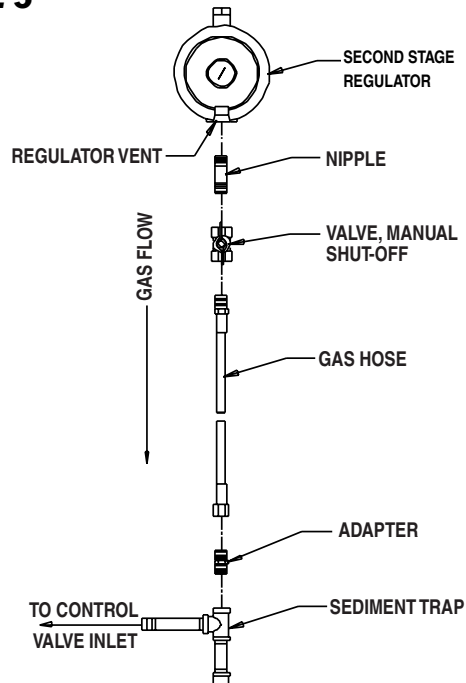 SECOND STAGE
REGULATOR
REGULATOR VENT
NIPPLE
VALVE, MANUAL
SHUT-OFF
GAS FLOW
GAS HOSE
ADAPTER
TO CONTROL
VALVE INLET
SEDIMENT TRAP